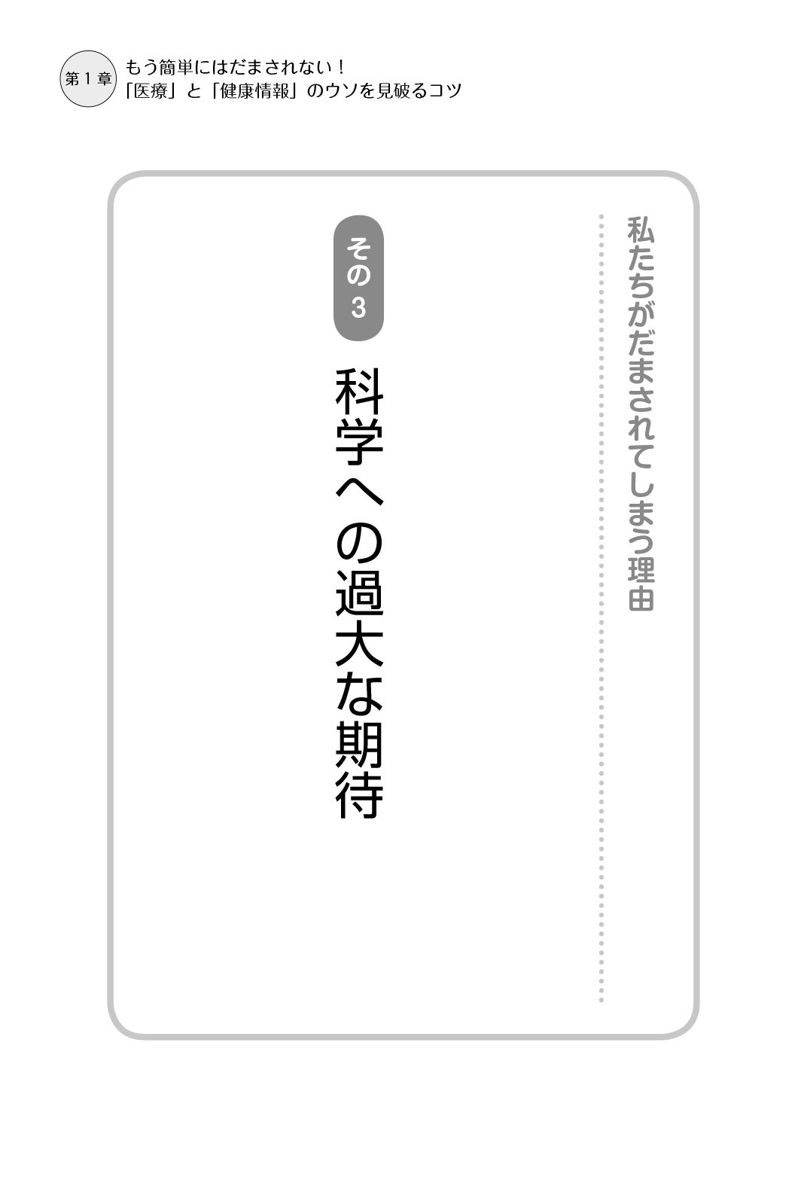 第1章
もう簡単にはだまされない！
「医療」と「健康情報」のウソを見破るコツ
私たちがだまされてしまう理由
その3
科学への過大な期待